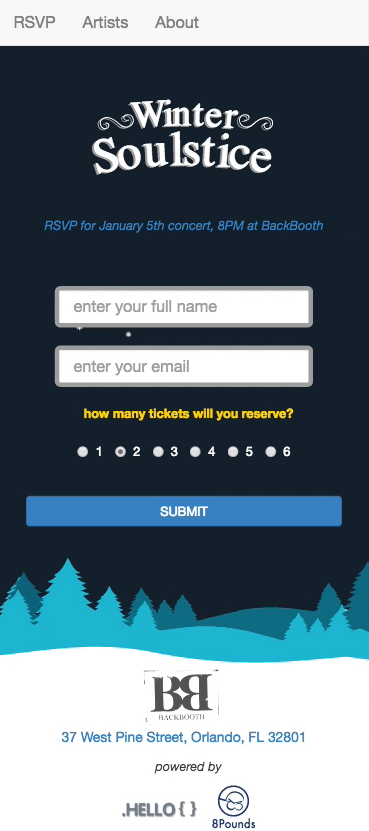 RSVP Artists About
Winter
Soulstice
RSVP for January 5th concert, 8PM at BackBooth
enter your full name
enter your email
how many tickets will you reserve?
1 2 3 4 5 6
SUBMIT
BB
BACKBOOTH
37 West Pine Street, Orlando, FL 32801
powered by
.HELLO { }
8Pounds